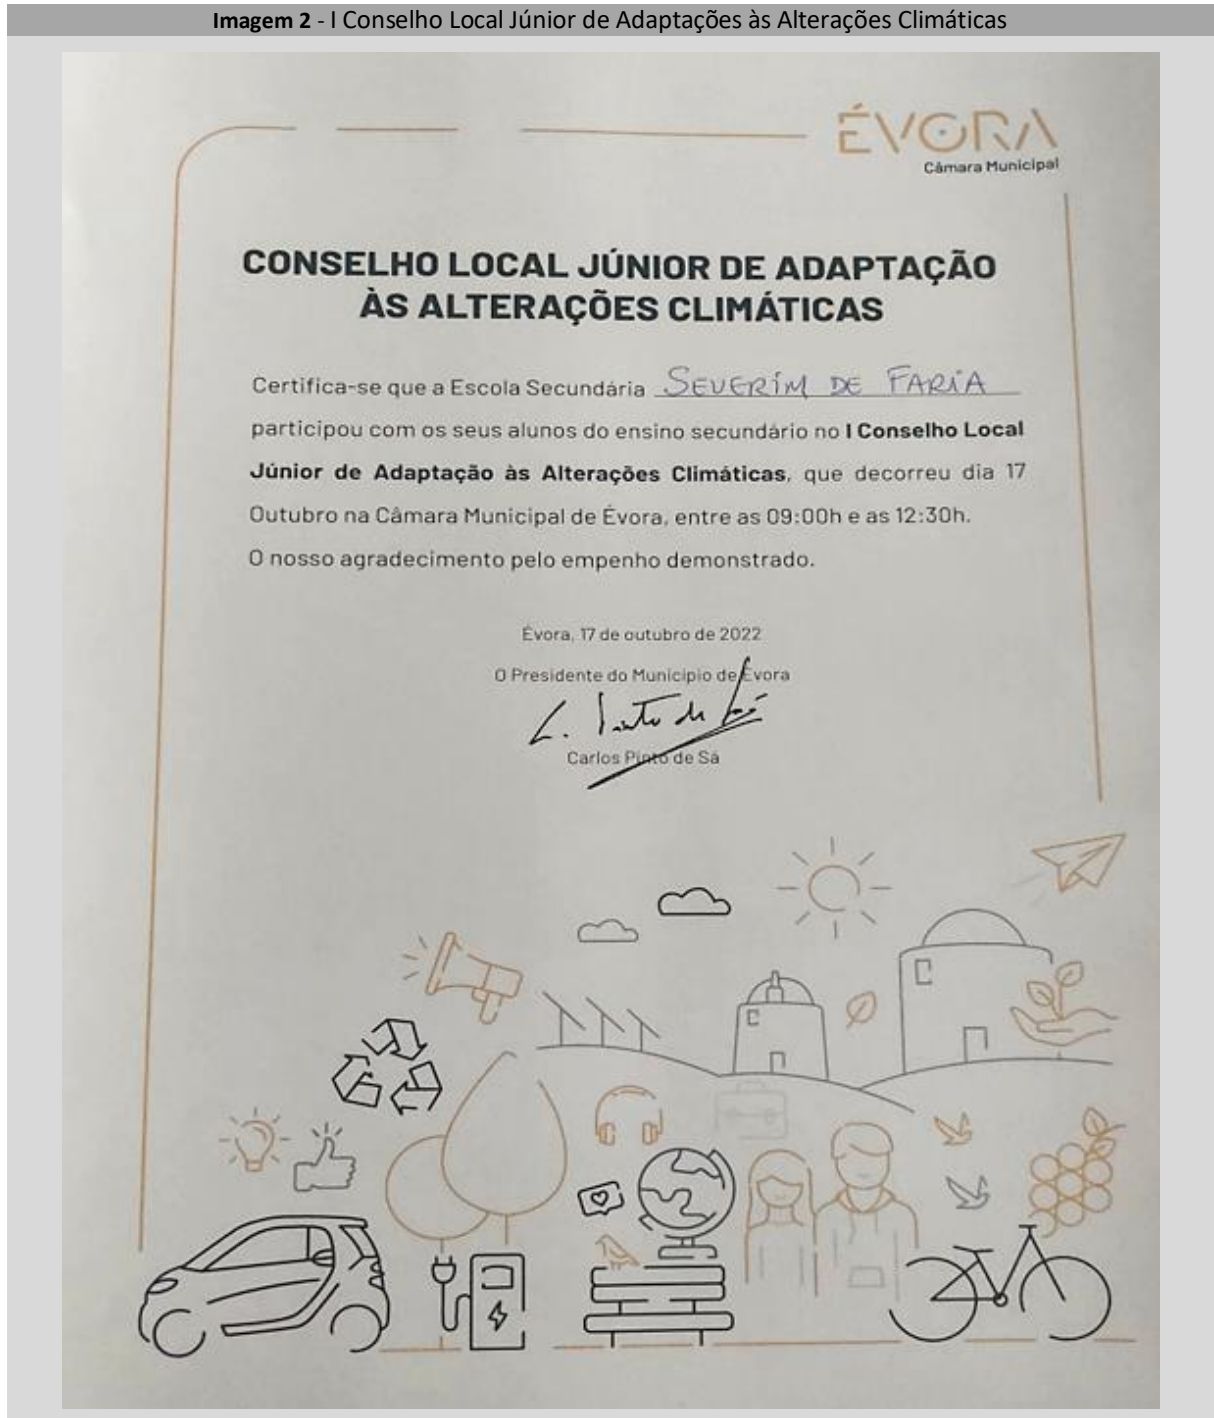 Imagem 2 - I Conselho Local Júnior de Adaptações às Alterações Climáticas
ÉVORA
Câmara Municipal
CONSELHO LOCAL JÚNIOR DE ADAPTAÇÃO
ÀS ALTERAÇÕES CLIMÁTICAS
Certifica-se que a Escola Secundária SEVERIM DE FARIA
participou com os seus alunos do ensino secundário no I Conselho Local
Júnior de Adaptação às Alterações Climáticas, que decorreu dia 17
Outubro na Câmara Municipal de Évora, entre as 09:00h e as 12:30h.
O nosso agradecimento pelo empenho demonstrado.
Évora, 17 de outubro de 2022
O Presidente do Município de Évora
C. Pinto de Sá
Carlos Pinto de Sá